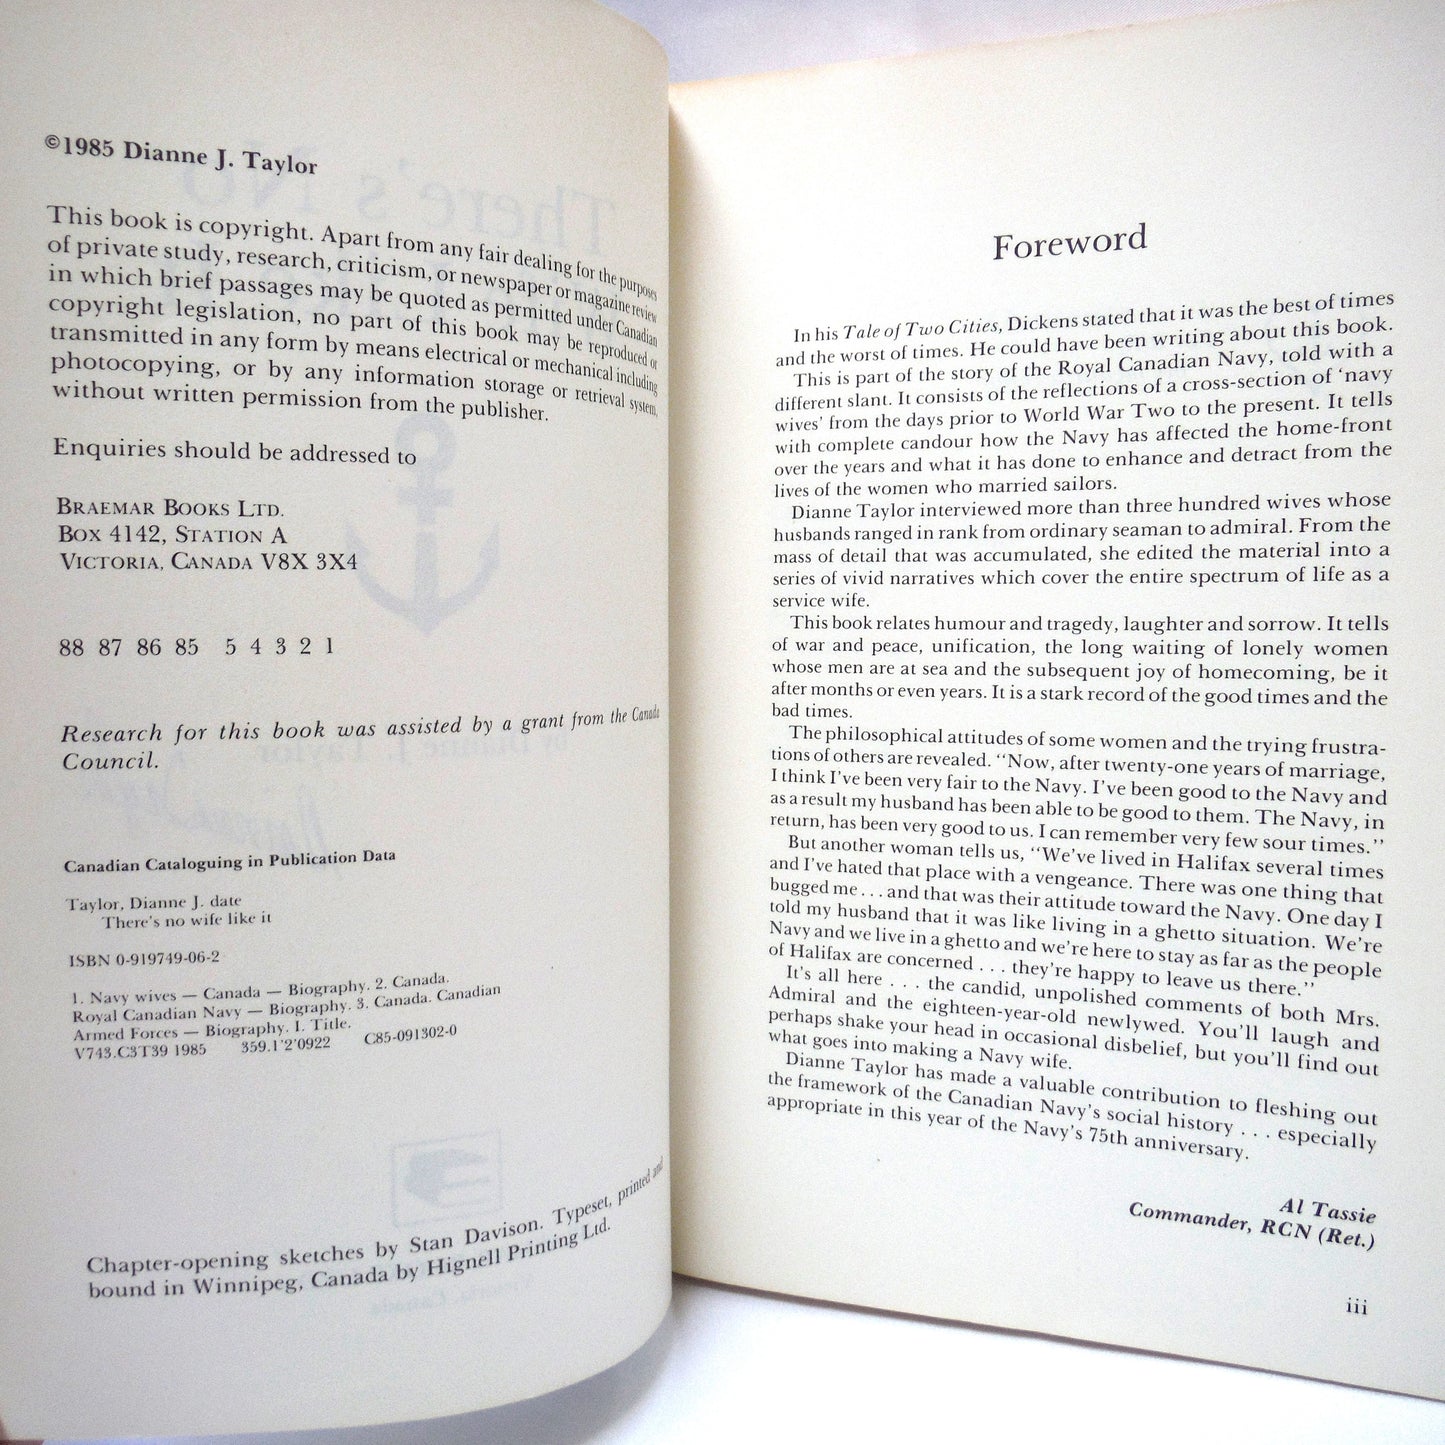 ©1985 Dianne J. Taylor
This book is copyright. Apart from any fair dealing for the purposes
of private study, research, criticism, or newspaper or magazine review
in which brief passages may be quoted as permitted under Canadian
copyright legislation, no part of this book may be reproduced or
transmitted in any form by means electrical or mechanical including
photocopying, or by any information storage or retrieval system,
without written permission from the publisher.
Enquiries should be addressed to
BRAEMAR BOOKS LTD.
BOX 4142, STATION A
VICTORIA, CANADA V8X 3X4
88 87 86 85 5 4 3 2 1
Research for this book was assisted by a grant from the Canada
Council.
Canadian Cataloguing in Publication Data
Taylor, Dianne J. date
There's no wife like it
ISBN 0-919749-06-2
1. Navy wives — Canada — Biography. 2. Canada.
Royal Canadian Navy — Biography. 3. Canada. Canadian
Armed Forces — Biography. I. Title.
V743.C3T39 1985 359.1'2'0922 C85-091302-0
Chapter-opening sketches by Stan Davison. Typeset, printed and
bound in Winnipeg, Canada by Hignell Printing Ltd.
Foreword
In his Tale of Two Cities, Dickens stated that it was the best of times
and the worst of times. He could have been writing about this book.
This is part of the story of the Royal Canadian Navy, told with a
different slant. It consists of the reflections of a cross-section of 'navy
wives' from the days prior to World War Two to the present. It tells
with complete candour how the Navy has affected the home-front
over the years and what it has done to enhance and detract from the
lives of the women who married sailors.
Dianne Taylor interviewed more than three hundred wives whose
husbands ranged in rank from ordinary seaman to admiral. From the
mass of detail that was accumulated, she edited the material into a
series of vivid narratives which cover the entire spectrum of life as a
service wife.
This book relates humour and tragedy, laughter and sorrow. It tells
of war and peace, unification, the long waiting of lonely women
whose men are at sea and the subsequent joy of homecoming, be it
after months or even years. It is a stark record of the good times and the
bad times.
The philosophical attitudes of some women and the trying frustra-
tions of others are revealed. "Now, after twenty-one years of marriage,
I think I've been very fair to the Navy. I've been good to the Navy and
as a result my husband has been able to be good to them. The Navy, in
return, has been very good to us. I can remember very few sour times."
But another woman tells us, "We've lived in Halifax several times
and I've hated that place with a vengeance. There was one thing that
bugged me . . . and that was their attitude toward the Navy. One day I
told my husband that it was like living in a ghetto situation. We're
Navy and we live in a ghetto and we're here to stay as far as the people
of Halifax are concerned . . . they're happy to leave us there."
It's all here . . . the candid, unpolished comments of both Mrs.
Admiral and the eighteen-year-old newlywed. You'll laugh and
perhaps shake your head in occasional disbelief, but you'll find out
what goes into making a Navy wife.
Dianne Taylor has made a valuable contribution to fleshing out
the framework of the Canadian Navy's social history . . . especially
appropriate in this year of the Navy's 75th anniversary.
Al Tassie
Commander, RCN (Ret.)
iii